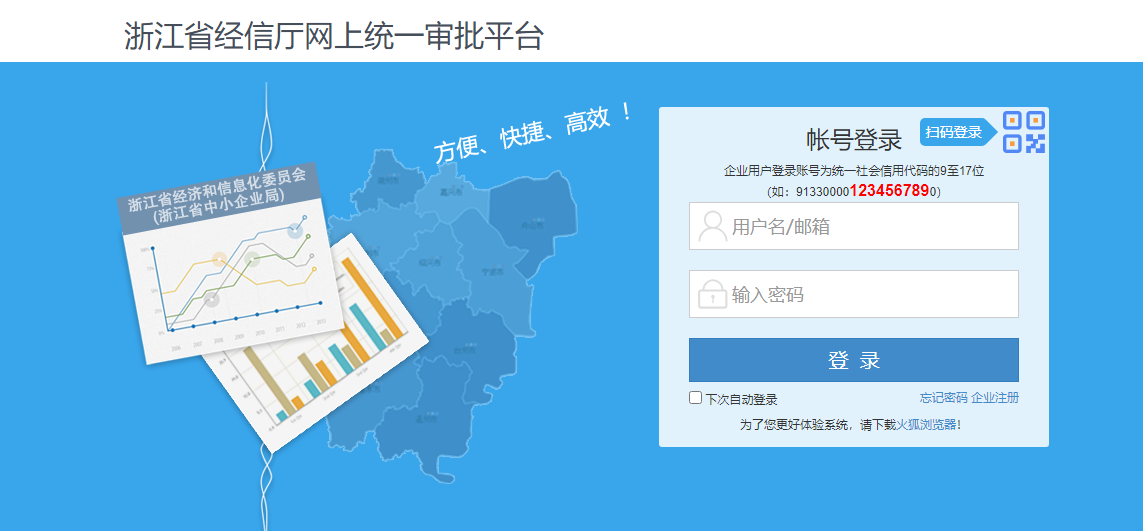 浙江省经信厅网上统一审批平台
方便、快捷、高效 ！
浙江省经济和信息化委员会
(浙江省中小企业局)
帐号登录
扫码登录
企业用户登录账号为统一社会信用代码的9至17位
(如：913300001234567890)
用户名/邮箱
输入密码
登 录
下次自动登录
忘记密码 企业注册
为了您更好体验系统，请下载火狐浏览器!